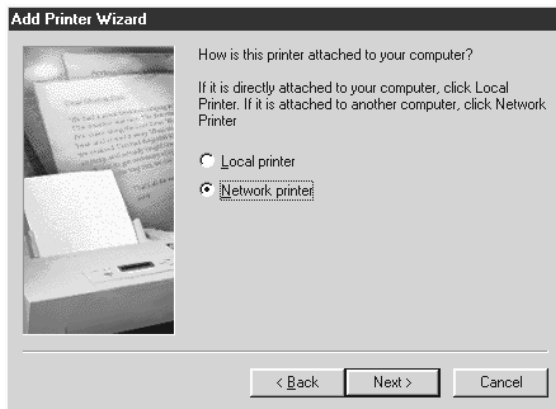 Add Printer Wizard
How is this printer attached to your computer?
If it is directly attached to your computer, click Local
Printer. If it is attached to another computer, click Network
Printer
Local printer
Network printer
< Back
Next >
Cancel